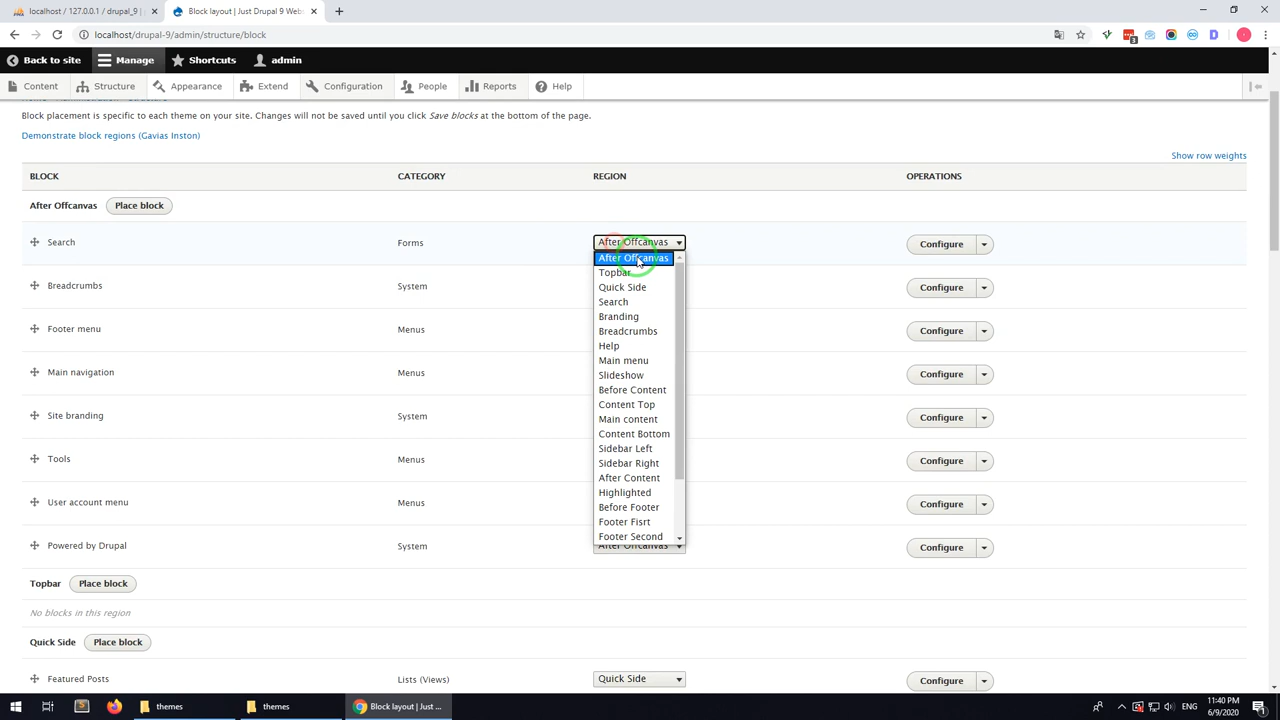 localhost / 127.0.0.1 / drupal_9 |
Block layout | Just Drupal 9 Web
localhost/drupal-9/admin/structure/block
3
Back to site
Manage
Shortcuts
admin
Content
Structure
Appearance
Extend
Configuration
People
Reports
Help
Block placement is specific to each theme on your site. Changes will not be saved until you click Save blocks at the bottom of the page.
Demonstrate block regions (Gavias Inston)
Show row weights
BLOCK CATEGORY REGION OPERATIONS
After Offcanvas Place block
Search Forms After Offcanvas Configure
After Offcanvas
Topbar
Quick Side
Search
Branding
Breadcrumbs
Help
Main menu
Slideshow
Before Content
Content Top
Main content
Content Bottom
Sidebar Left
Sidebar Right
After Content
Highlighted
Before Footer
Footer Fisrt
Footer Second
Breadcrumbs System Configure
Footer menu Menus Configure
Main navigation Menus Configure
Site branding System Configure
Tools Menus Configure
User account menu Menus Configure
Powered by Drupal System After Offcanvas Configure
Topbar Place block
No blocks in this region
Quick Side Place block
Featured Posts Lists (Views) Quick Side Configure
themes
themes
Block layout | Just ...
ENG
11:40 PM
6/9/2020